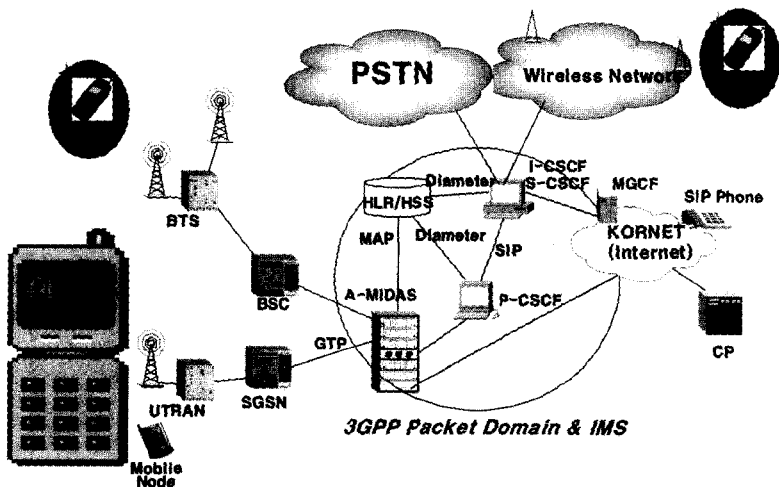 PSTN
Wireless Network
I-CSCF
S-CSCF
Diameter
HLR/HSS
MGCF
SIP Phone
KORNET
(Internet)
BTS
MAP
Diameter
SIP
BSC
A-MIDAS
P-CSCF
CP
GTP
UTRAN
SGSN
3GPP Packet Domain & IMS
Mobile
Node